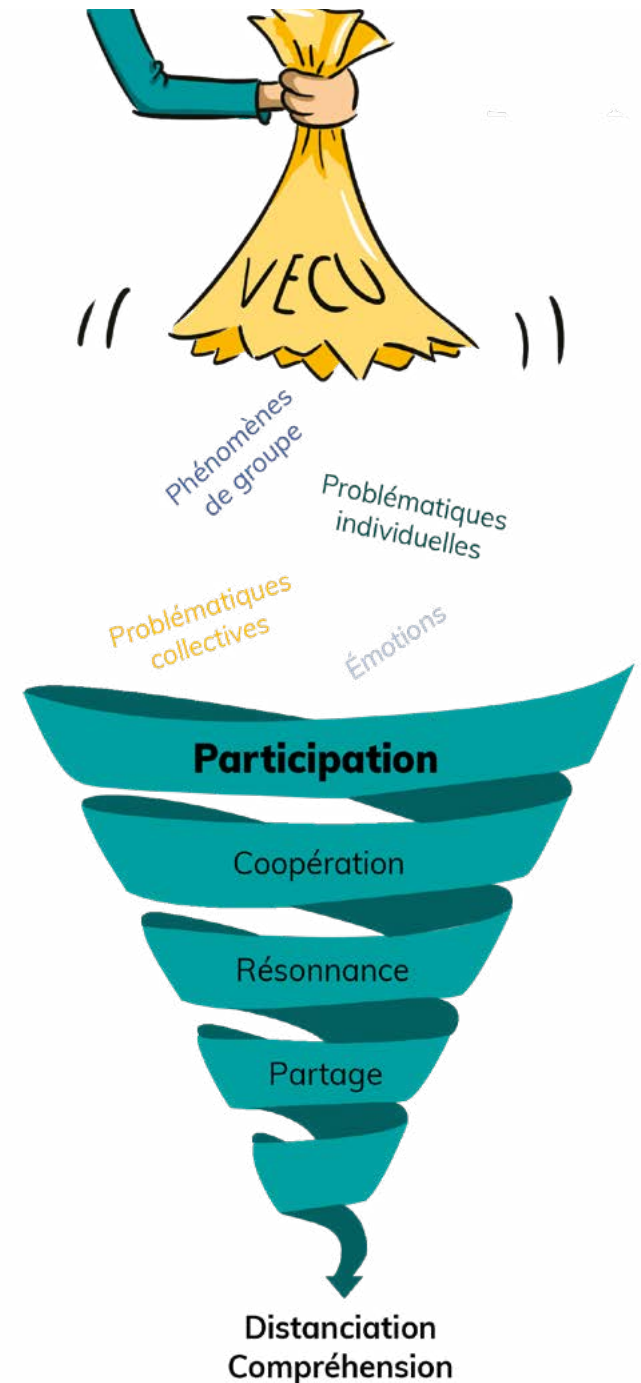 VECU
Phénomènes
de groupe
Problématiques
individuelles
Problématiques
collectives
Émotions
Participation
Coopération
Résonnance
Partage
Distanciation
Compréhension